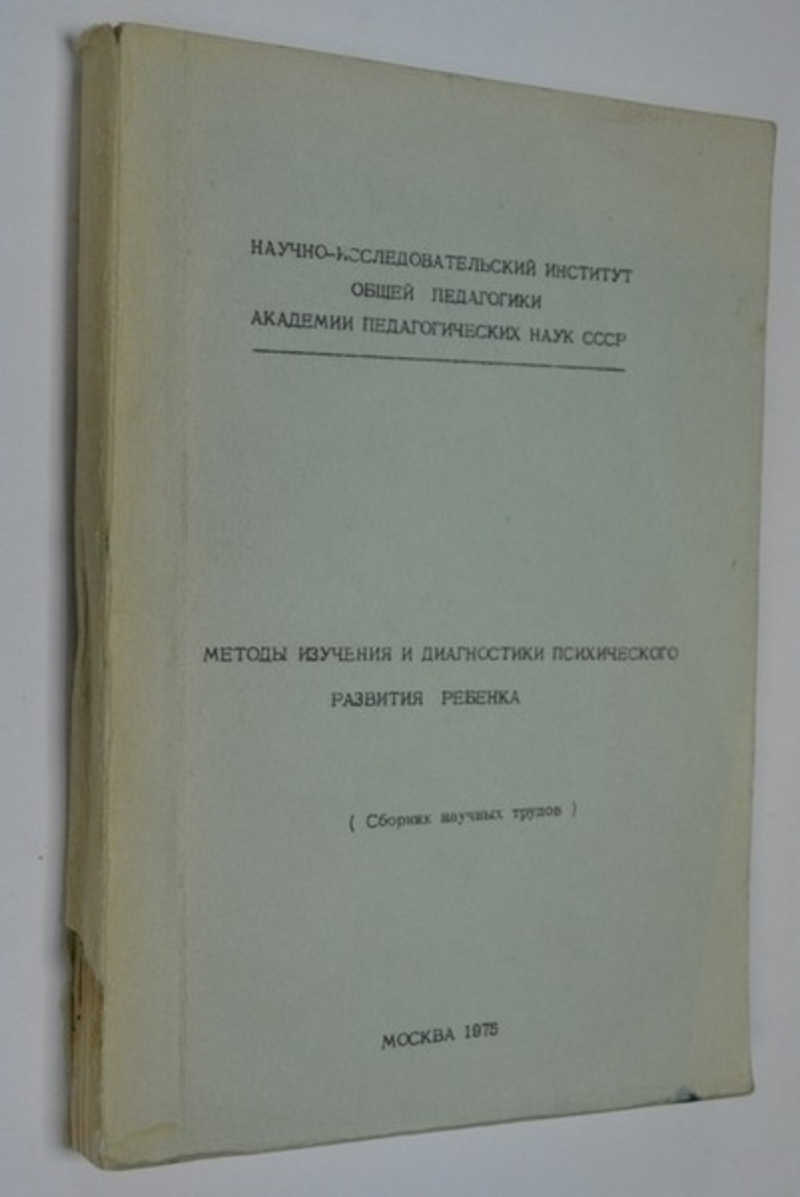 НАУЧНО-ИССЛЕДОВАТЕЛЬСКИЙ ИНСТИТУТ
ОБЩЕЙ ПЕДАГОГИКИ
АКАДЕМИИ ПЕДАГОГИЧЕСКИХ НАУК СССР
МЕТОДЫ ИЗУЧЕНИЯ И ДИАГНОСТИКИ ПСИХИЧЕСКОГО
РАЗВИТИЯ РЕБЕНКА
( Сборник научных трудов )
МОСКВА 1975